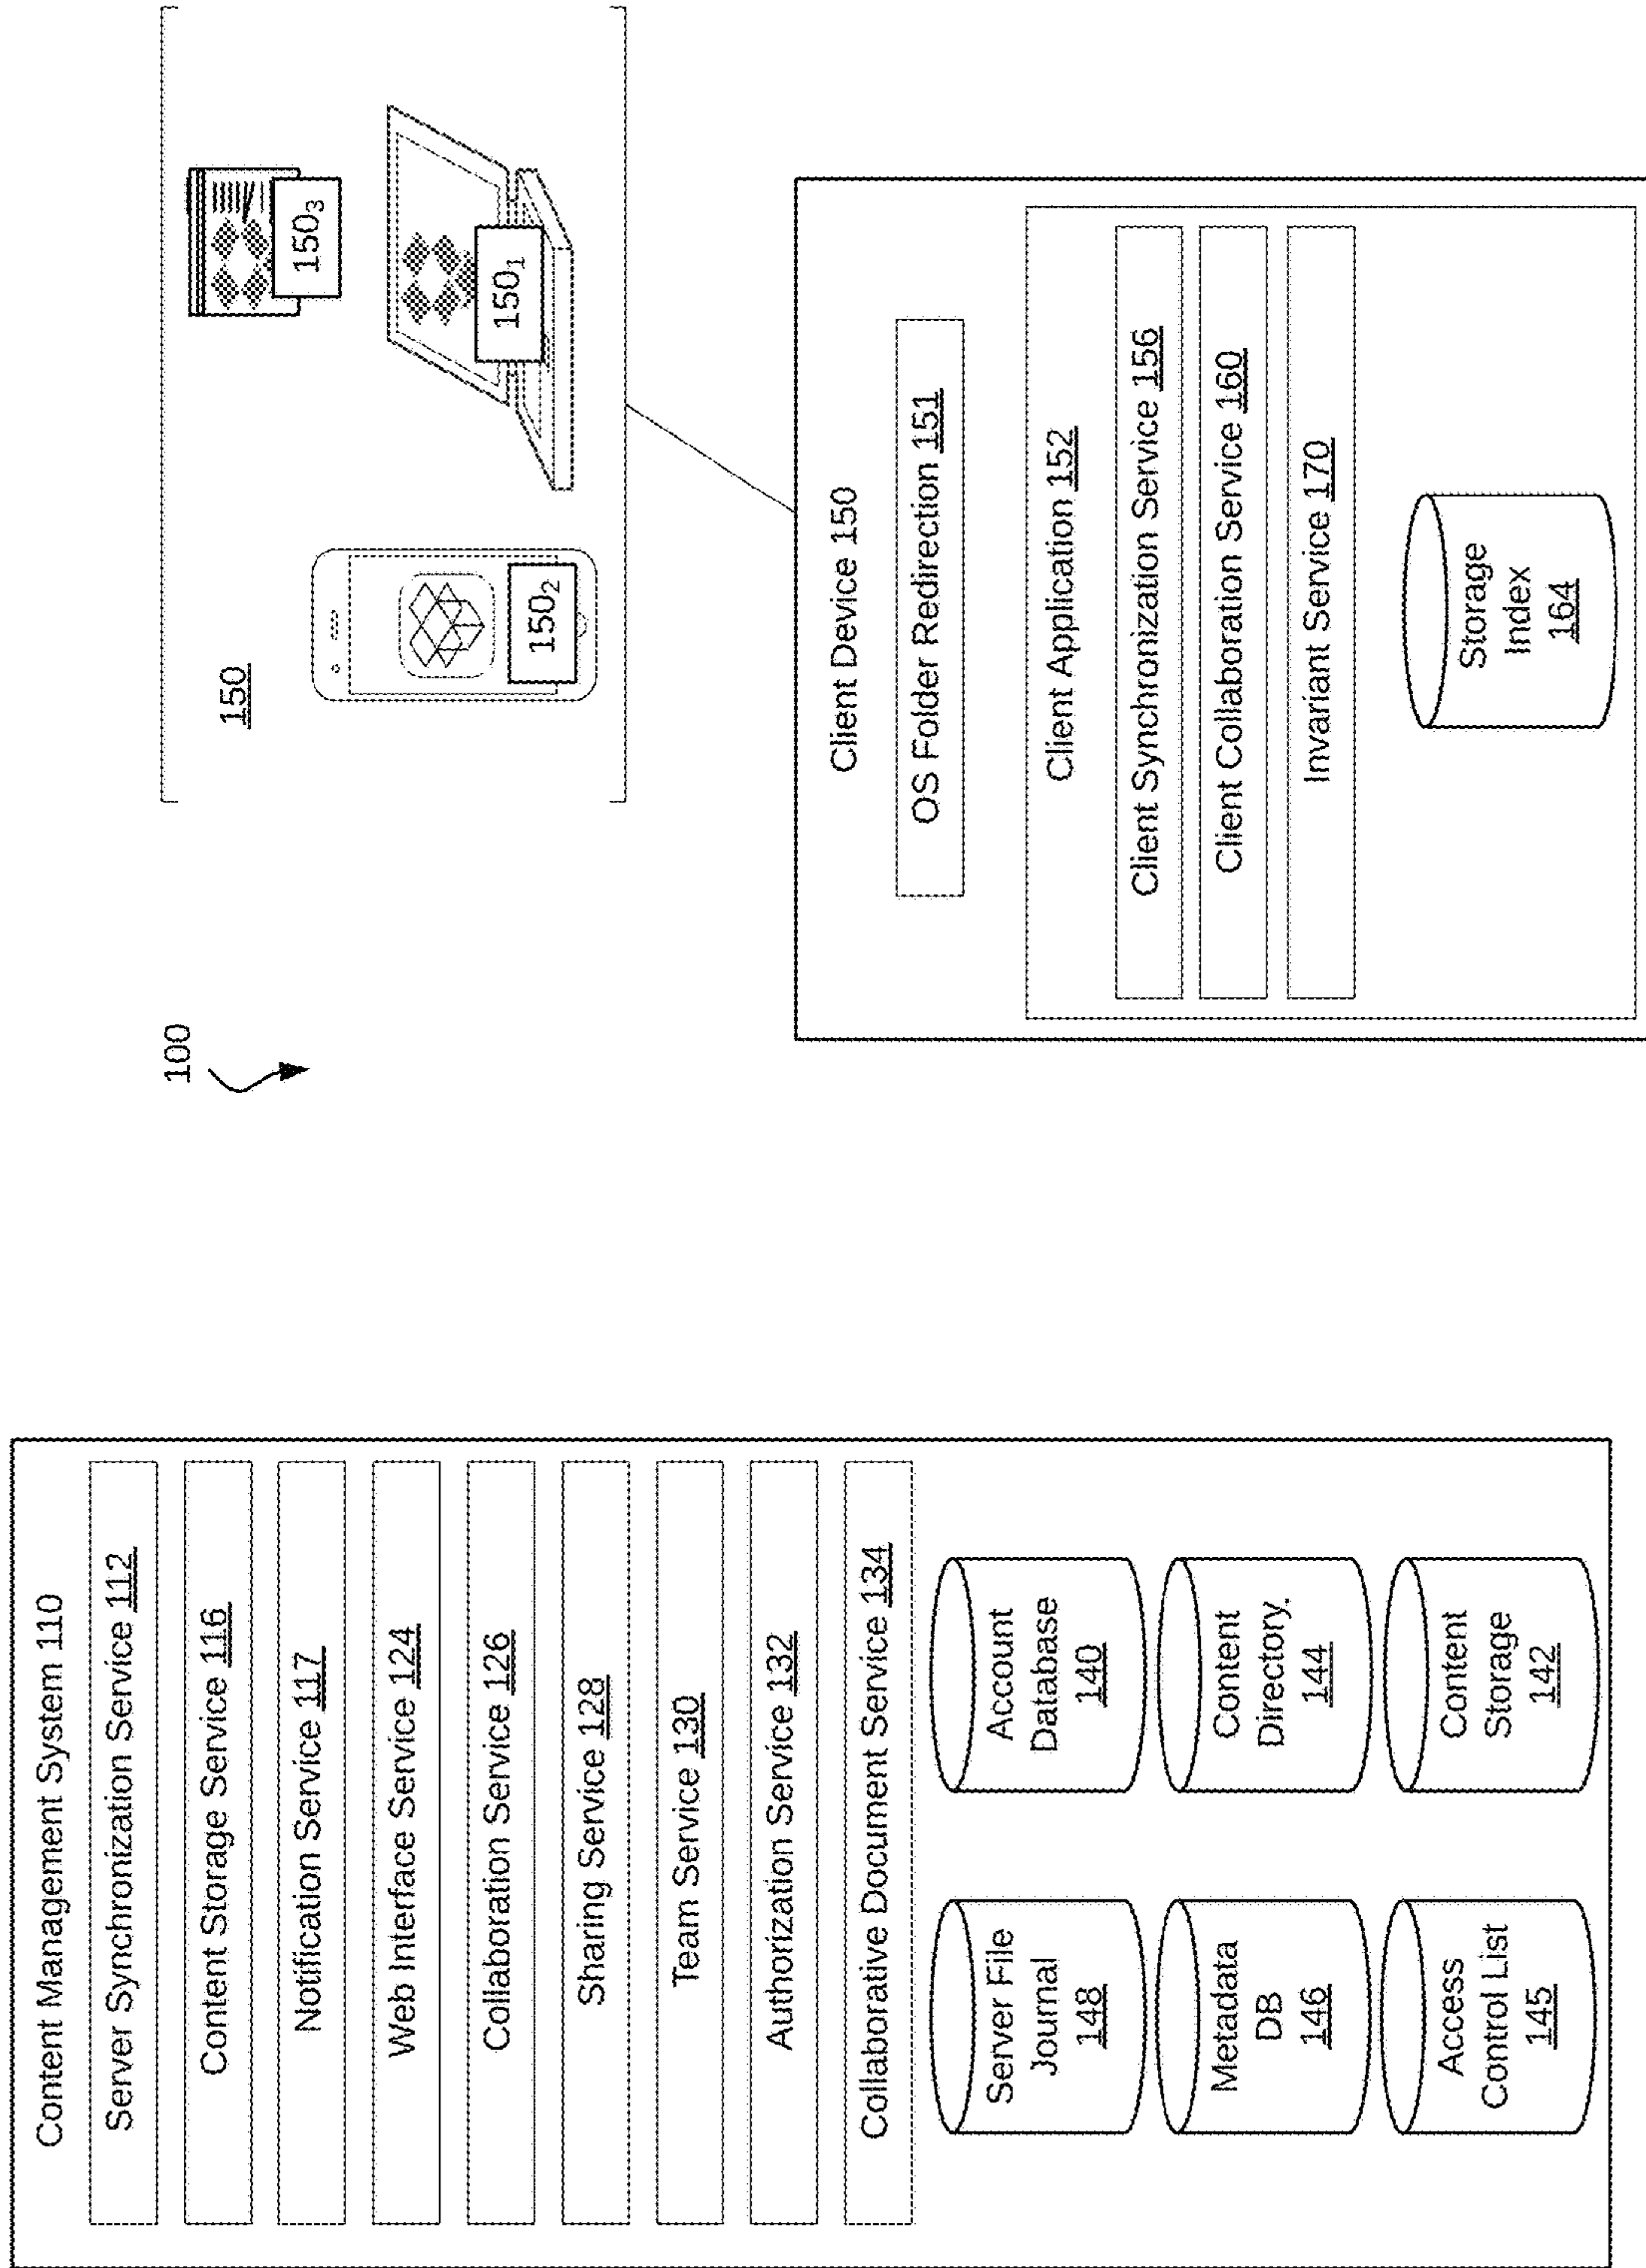 Content Management System 110
Server Synchronization Service 112
Content Storage Service 116
Notification Service 117
Web Interface Service 124
Collaboration Service 126
Sharing Service 128
Team Service 130
Authorization Service 132
Collaborative Document Service 134
Server File
Journal
148
Account
Database
140
Metadata
DB
146
Content
Directory
144
Access
Control List
145
Content
Storage
142
100
150
150₂
150₃
150₁
Client Device 150
OS Folder Redirection 151
Client Application 152
Client Synchronization Service 156
Client Collaboration Service 160
Invariant Service 170
Storage
Index
164